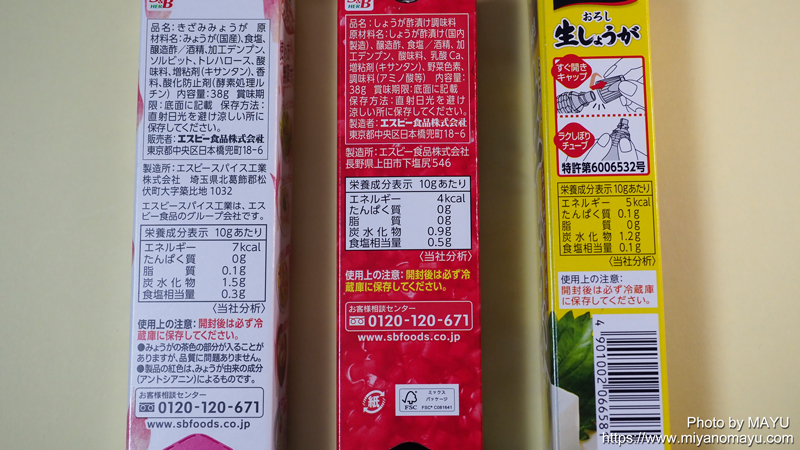 S&B
HERB
品名：きざみみょうが 原
材料名：みょうが(国産)、食塩、
醸造酢／酒精、加工デンプン、
ソルビット、トレハロース、酸
味料、増粘剤(キサンタン)、香
料、酸化防止剤(酵素処理ル
チン) 内容量：38g 賞味期
限：底面に記載 保存方法：
直射日光を避け涼しい所に
保存してください。
販売者：エスビー食品株式会社
東京都中央区日本橋兜町18-6
製造所：エスビースパイス工業
株式会社 埼玉県北葛飾郡松
伏町大字築比地 1032
エスビースパイス工業は、エス
ビー食品のグループ会社です。
栄養成分表示 10gあたり
エネルギー 7kcal
たんぱく質 0g
脂質 0.1g
炭水化物 1.5g
食塩相当量 0.3g
〈当社分析〉
使用上の注意：開封後は必ず冷
蔵庫に保存してください。
●みょうがの茶色の部分が入ることが
ありますが、品質に問題ありません。
●製品の紅色は、みょうが由来の成分
(アントシアニン)によるものです。
お客様相談センター
0120-120-671
www.sbfoods.co.jp
S&B
HERB
品名：しょうが酢漬け調味料
原材料名：しょうが酢漬け(国内
製造)、醸造酢、食塩／酒精、加
工デンプン、酸味料、乳酸Ca、
増粘剤(キサンタン)、野菜色素、
調味料(アミノ酸等) 内容量：
38g 賞味期限：底面に記載 保
存方法：直射日光を避け
涼しい所に保存してください。
製造者：エスビー食品株式会社
東京都中央区日本橋兜町18-6
製造所：エスビー食品株式会社
長野県上田市下塩尻546
栄養成分表示 10gあたり
エネルギー 4kcal
たんぱく質 0g
脂質 0g
炭水化物 0.9g
食塩相当量 0.5g
〈当社分析〉
使用上の注意：開封後は必ず冷
蔵庫に保存してください。
お客様相談センター
0120-120-671
www.sbfoods.co.jp
紙
FSC
ミックス
パッケージ
FSC® C081641
おろし
生しょうが
すぐ開き
キャップ
ラクしぼり
チューブ
特許第6006532号
栄養成分表示 10gあたり
エネルギー 5kcal
たんぱく質 0.1g
脂質 0.1g
炭水化物 1.2g
食塩相当量 0.1g
〈当社分析〉
使用上の注意：
開封後は必ず冷蔵庫
に保存してください。
4 901002 066581
Photo by MAYU
https://www.miyanomayu.com/